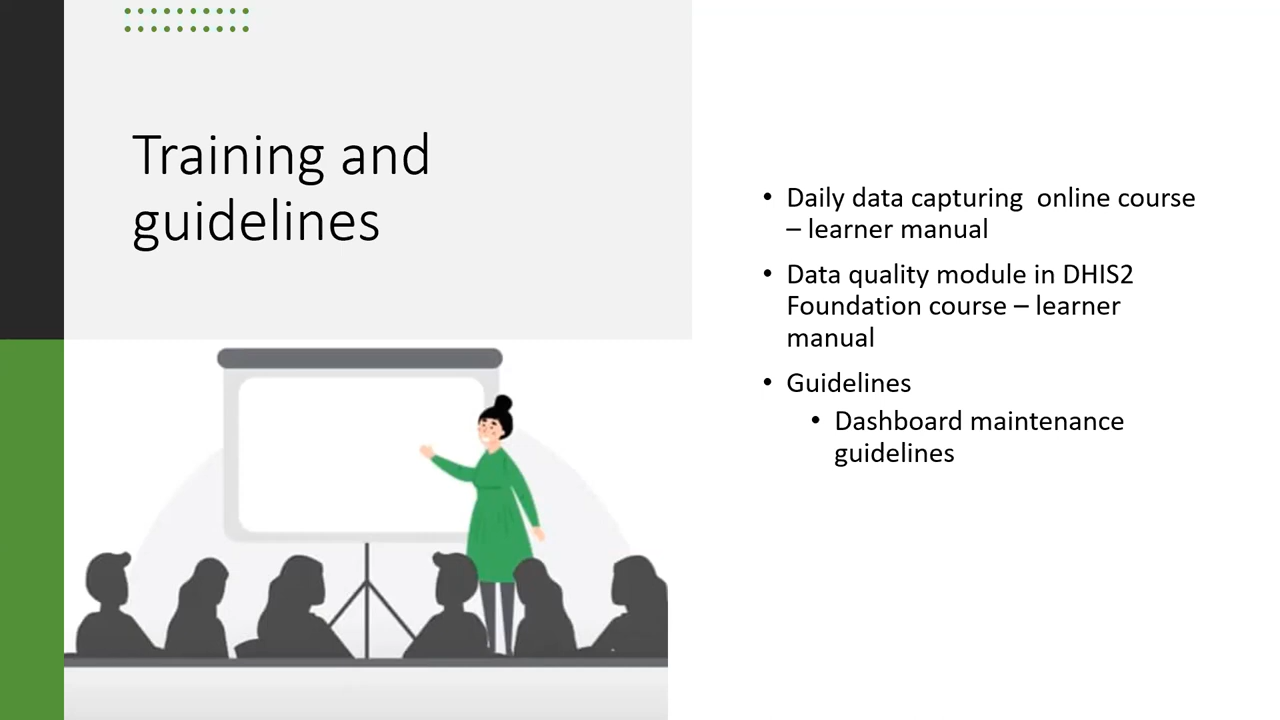 Training and
guidelines
• Daily data capturing  online course
– learner manual
• Data quality module in DHIS2
Foundation course – learner
manual
• Guidelines
• Dashboard maintenance
guidelines